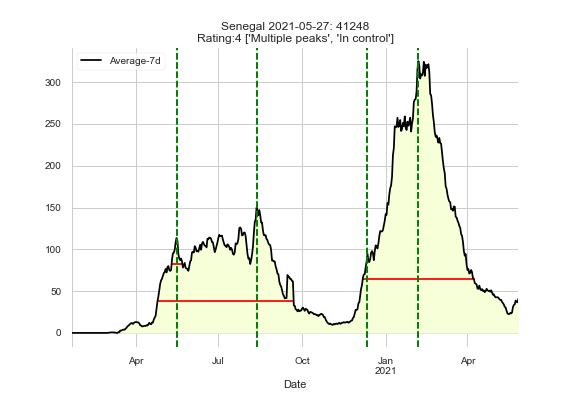 Senegal 2021-05-27: 41248
Rating:4 ['Multiple peaks', 'In control']
Average-7d
300
250
200
150
100
50
0
Apr
Jul
Oct
Jan
2021
Apr
Date